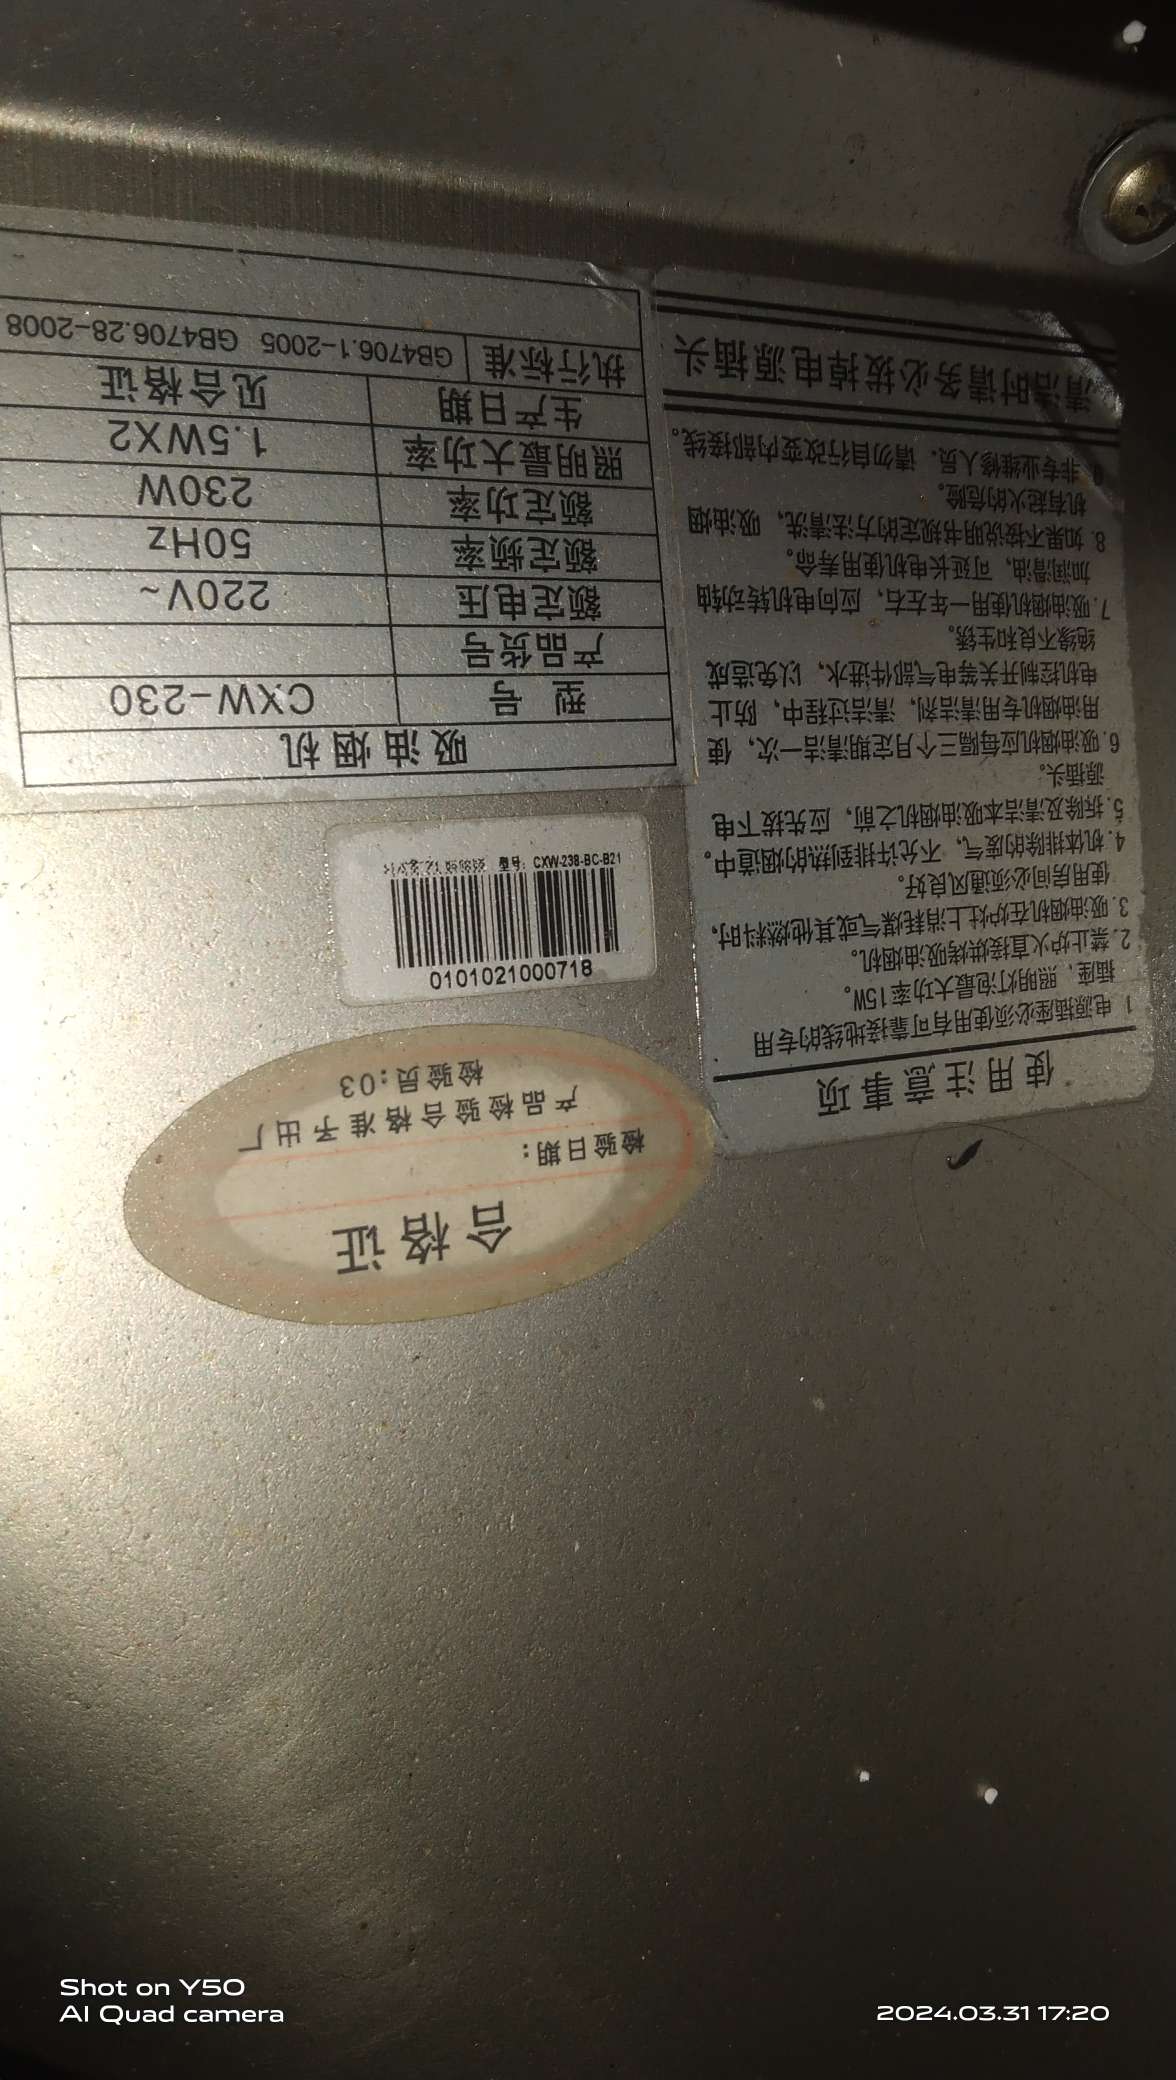 吸油烟机
型 号 CXW-230
产品货号
额定电压 220V~
额定频率 50Hz
额定功率 230W
照明最大功率 1.5WX2
生产日期 见合格证
执行标准 GB4706.1-2005 GB4706.28-2008
使用注意事项
1 电源插座必须使用有可靠接地线的专用
插座，照明灯泡最大功率15W。
2.禁止炉火直接烘烤吸油烟机。
3.吸油烟机在炉灶上消耗煤气或其他燃料时，
使用房间必须通风良好。
4.机体排除的废气，不允许排到热的烟道中。
5.拆除及清洁本吸油烟机之前，应先拔下电
源插头。
6.吸油烟机应每隔三个月定期清洁一次，使
用油烟机专用清洁剂，清洁过程中，防止
电机控制开关等电气部件进水，以免造成
绝缘不良和生锈。
7.吸油烟机使用一年左右，应向电机转动轴
加润滑油，可延长电机使用寿命。
8.如果不按说明书规定的方法清洗，吸油烟
机有起火的危险。
9 非专业维修人员．请勿自行改变内部接线。
清洁时请务必拔掉电源插头
CXW-238-BC-B21
0101021000718
合格证
检验日期：
产品检验合格准予出厂
检验员:03
Shot on Y50
AI Quad camera
2024.03.31 17:20